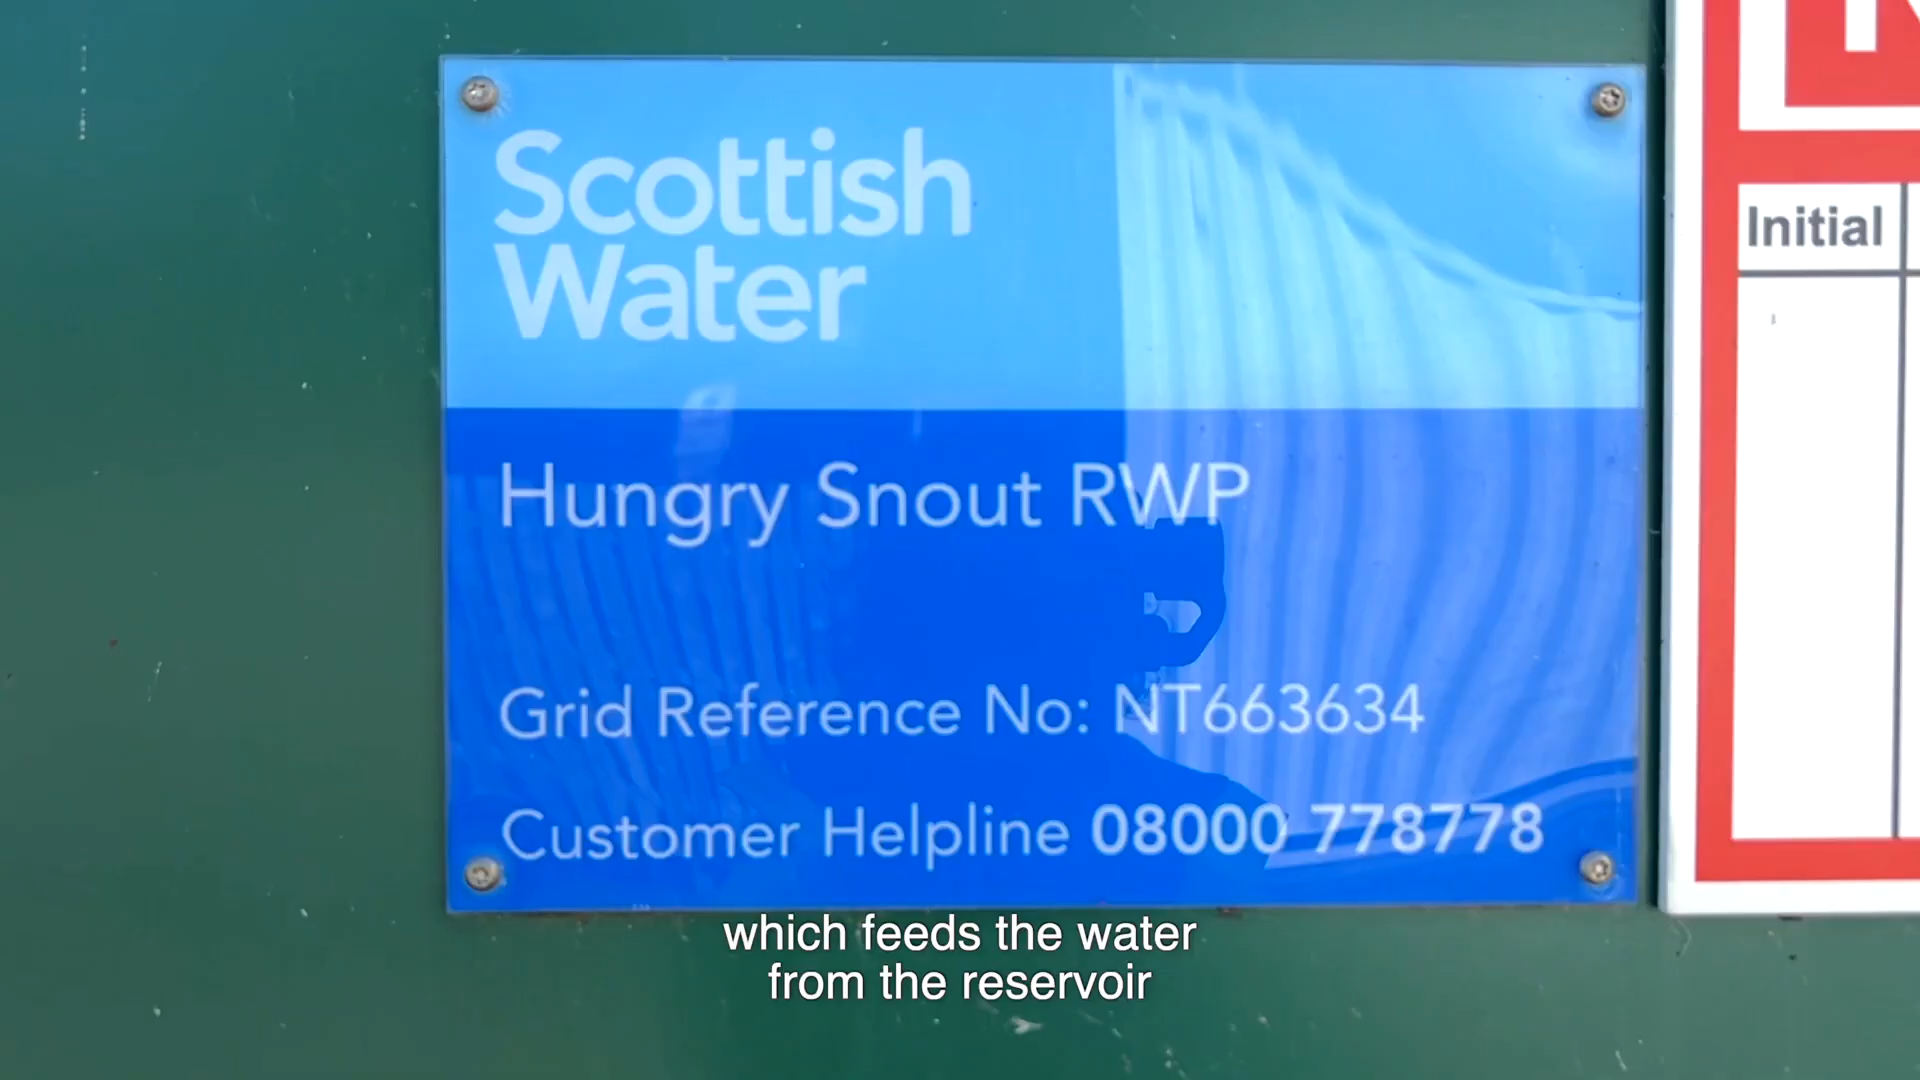 Scottish
Water
Hungry Snout RWP
Grid Reference No: NT663634
Customer Helpline 08000 778778
Initial
which feeds the water
from the reservoir